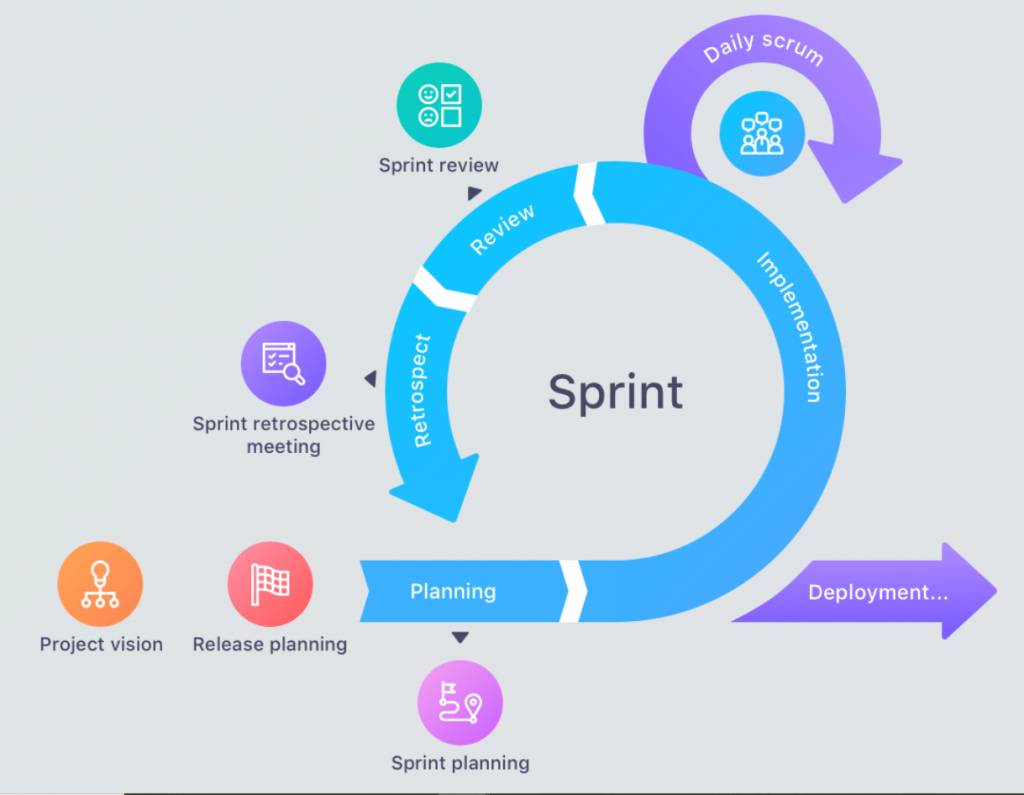 Daily scrum
Sprint review
Review
Implementation
Retrospect
Sprint
Sprint retrospective
meeting
Planning
Deployment...
Project vision
Release planning
Sprint planning